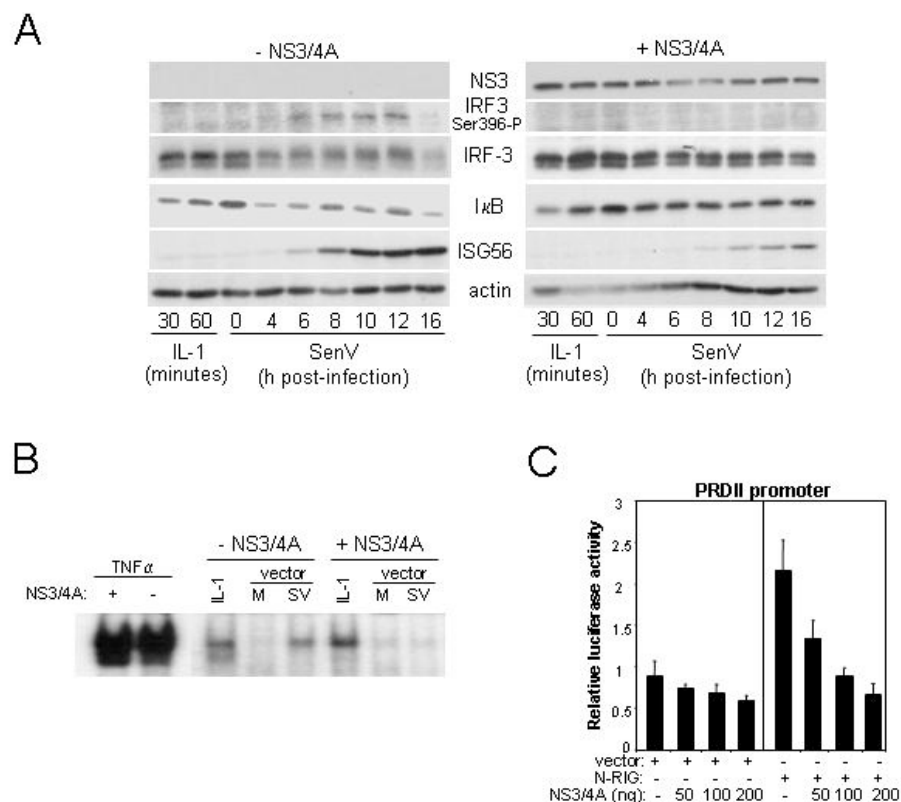 A
- NS3/4A
+ NS3/4A
NS3
IRF3
Ser396-P
IRF-3
IκB
ISG56
actin
30 60 0 4 6 8 10 12 16
30 60 0 4 6 8 10 12 16
IL-1
(minutes)
SenV
(h post-infection)
IL-1
(minutes)
SenV
(h post-infection)
B
- NS3/4A
+ NS3/4A
TNFα
vector
vector
NS3/4A: + - IL-1 M SV IL-1 M SV
C
PRDII promoter
Relative luciferase activity
3
2.5
2
1.5
1
0.5
0
vector: + + + + - - - -
N-RIG: - - - - + + + +
NS3/4A (ng): - 50 100 200 - 50 100 200